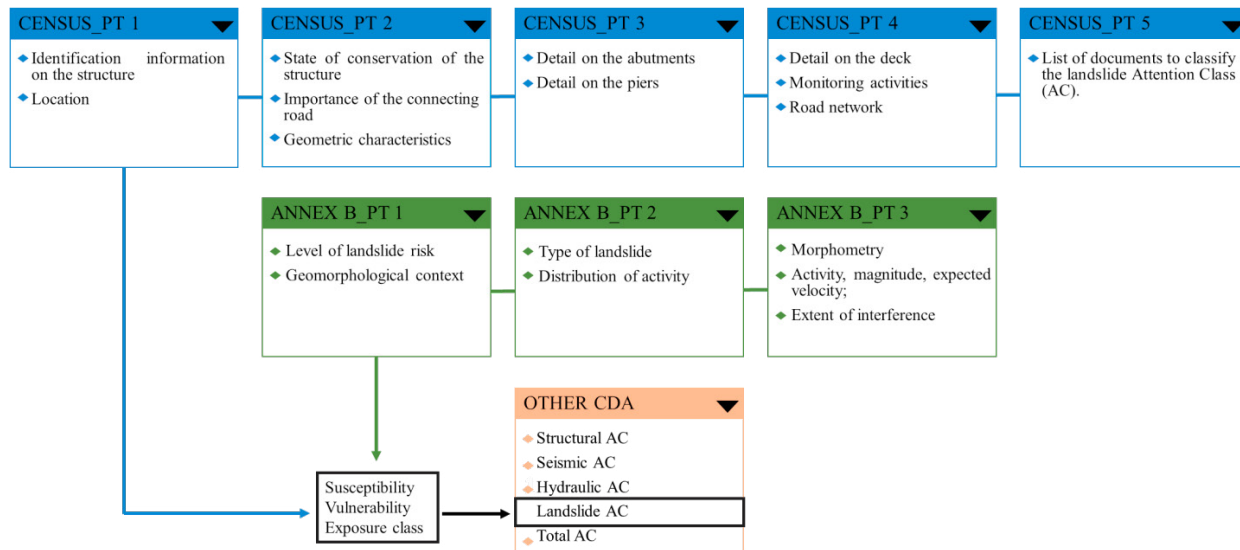 CENSUS_PT 1
Identification information
on the structure
Location
CENSUS_PT 2
State of conservation of the
structure
Importance of the connecting
road
Geometric characteristics
CENSUS_PT 3
Detail on the abutments
Detail on the piers
CENSUS_PT 4
Detail on the deck
Monitoring activities
Road network
CENSUS_PT 5
List of documents to classify
the landslide Attention Class
(AC).
ANNEX B_PT 1
Level of landslide risk
Geomorphological context
ANNEX B_PT 2
Type of landslide
Distribution of activity
ANNEX B_PT 3
Morphometry
Activity, magnitude, expected
velocity;
Extent of interference
OTHER CDA
Structural AC
Seismic AC
Hydraulic AC
Landslide AC
Total AC
Susceptibility
Vulnerability
Exposure class